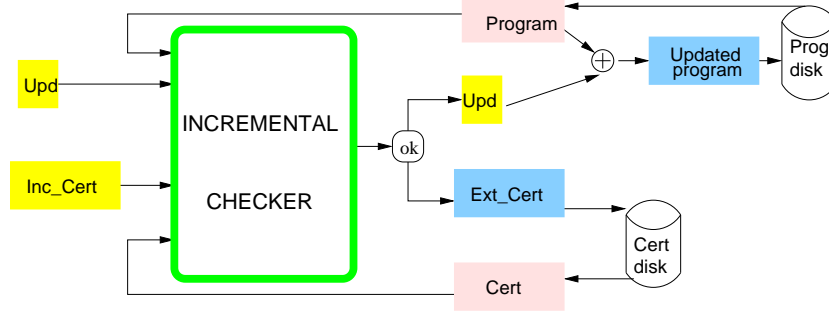 Program
Updated
program
Prog
disk
Upd
Upd
INCREMENTAL
CHECKER
ok
Inc_Cert
Ext_Cert
Cert
disk
Cert